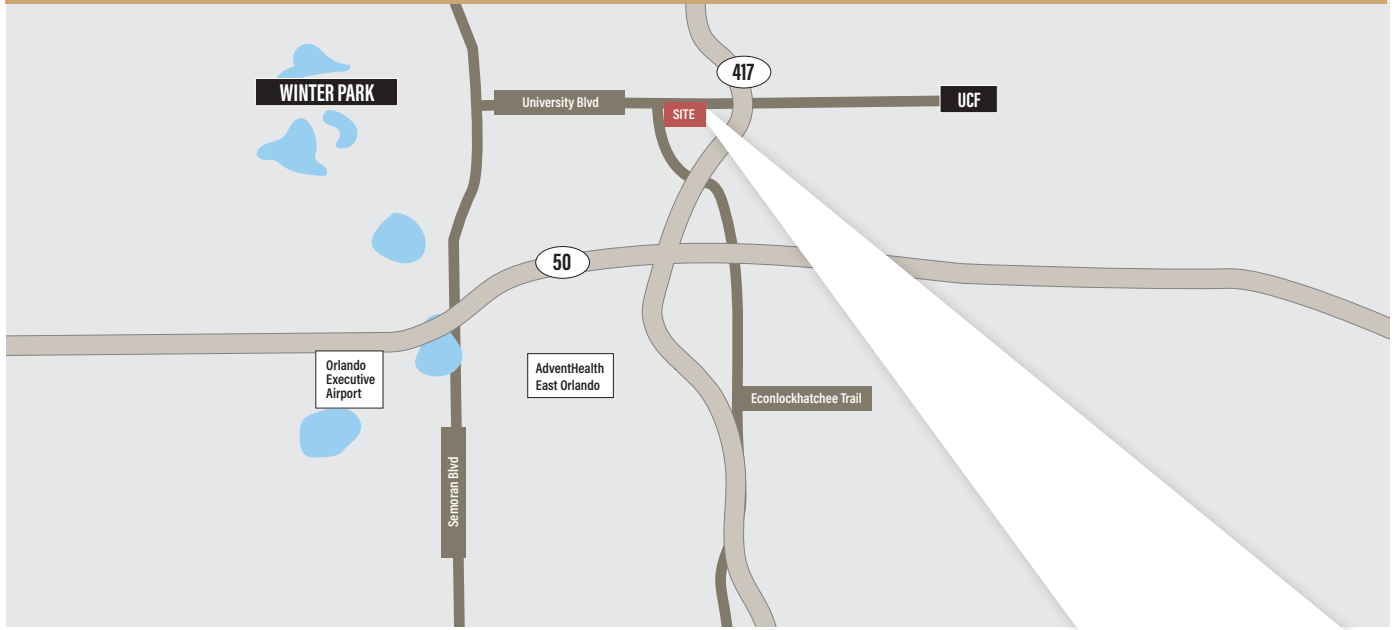 417
WINTER PARK
University Blvd
UCF
SITE
50
Orlando
Executive
Airport
AdventHealth
East Orlando
Econlockhatchee Trail
Semoran Blvd